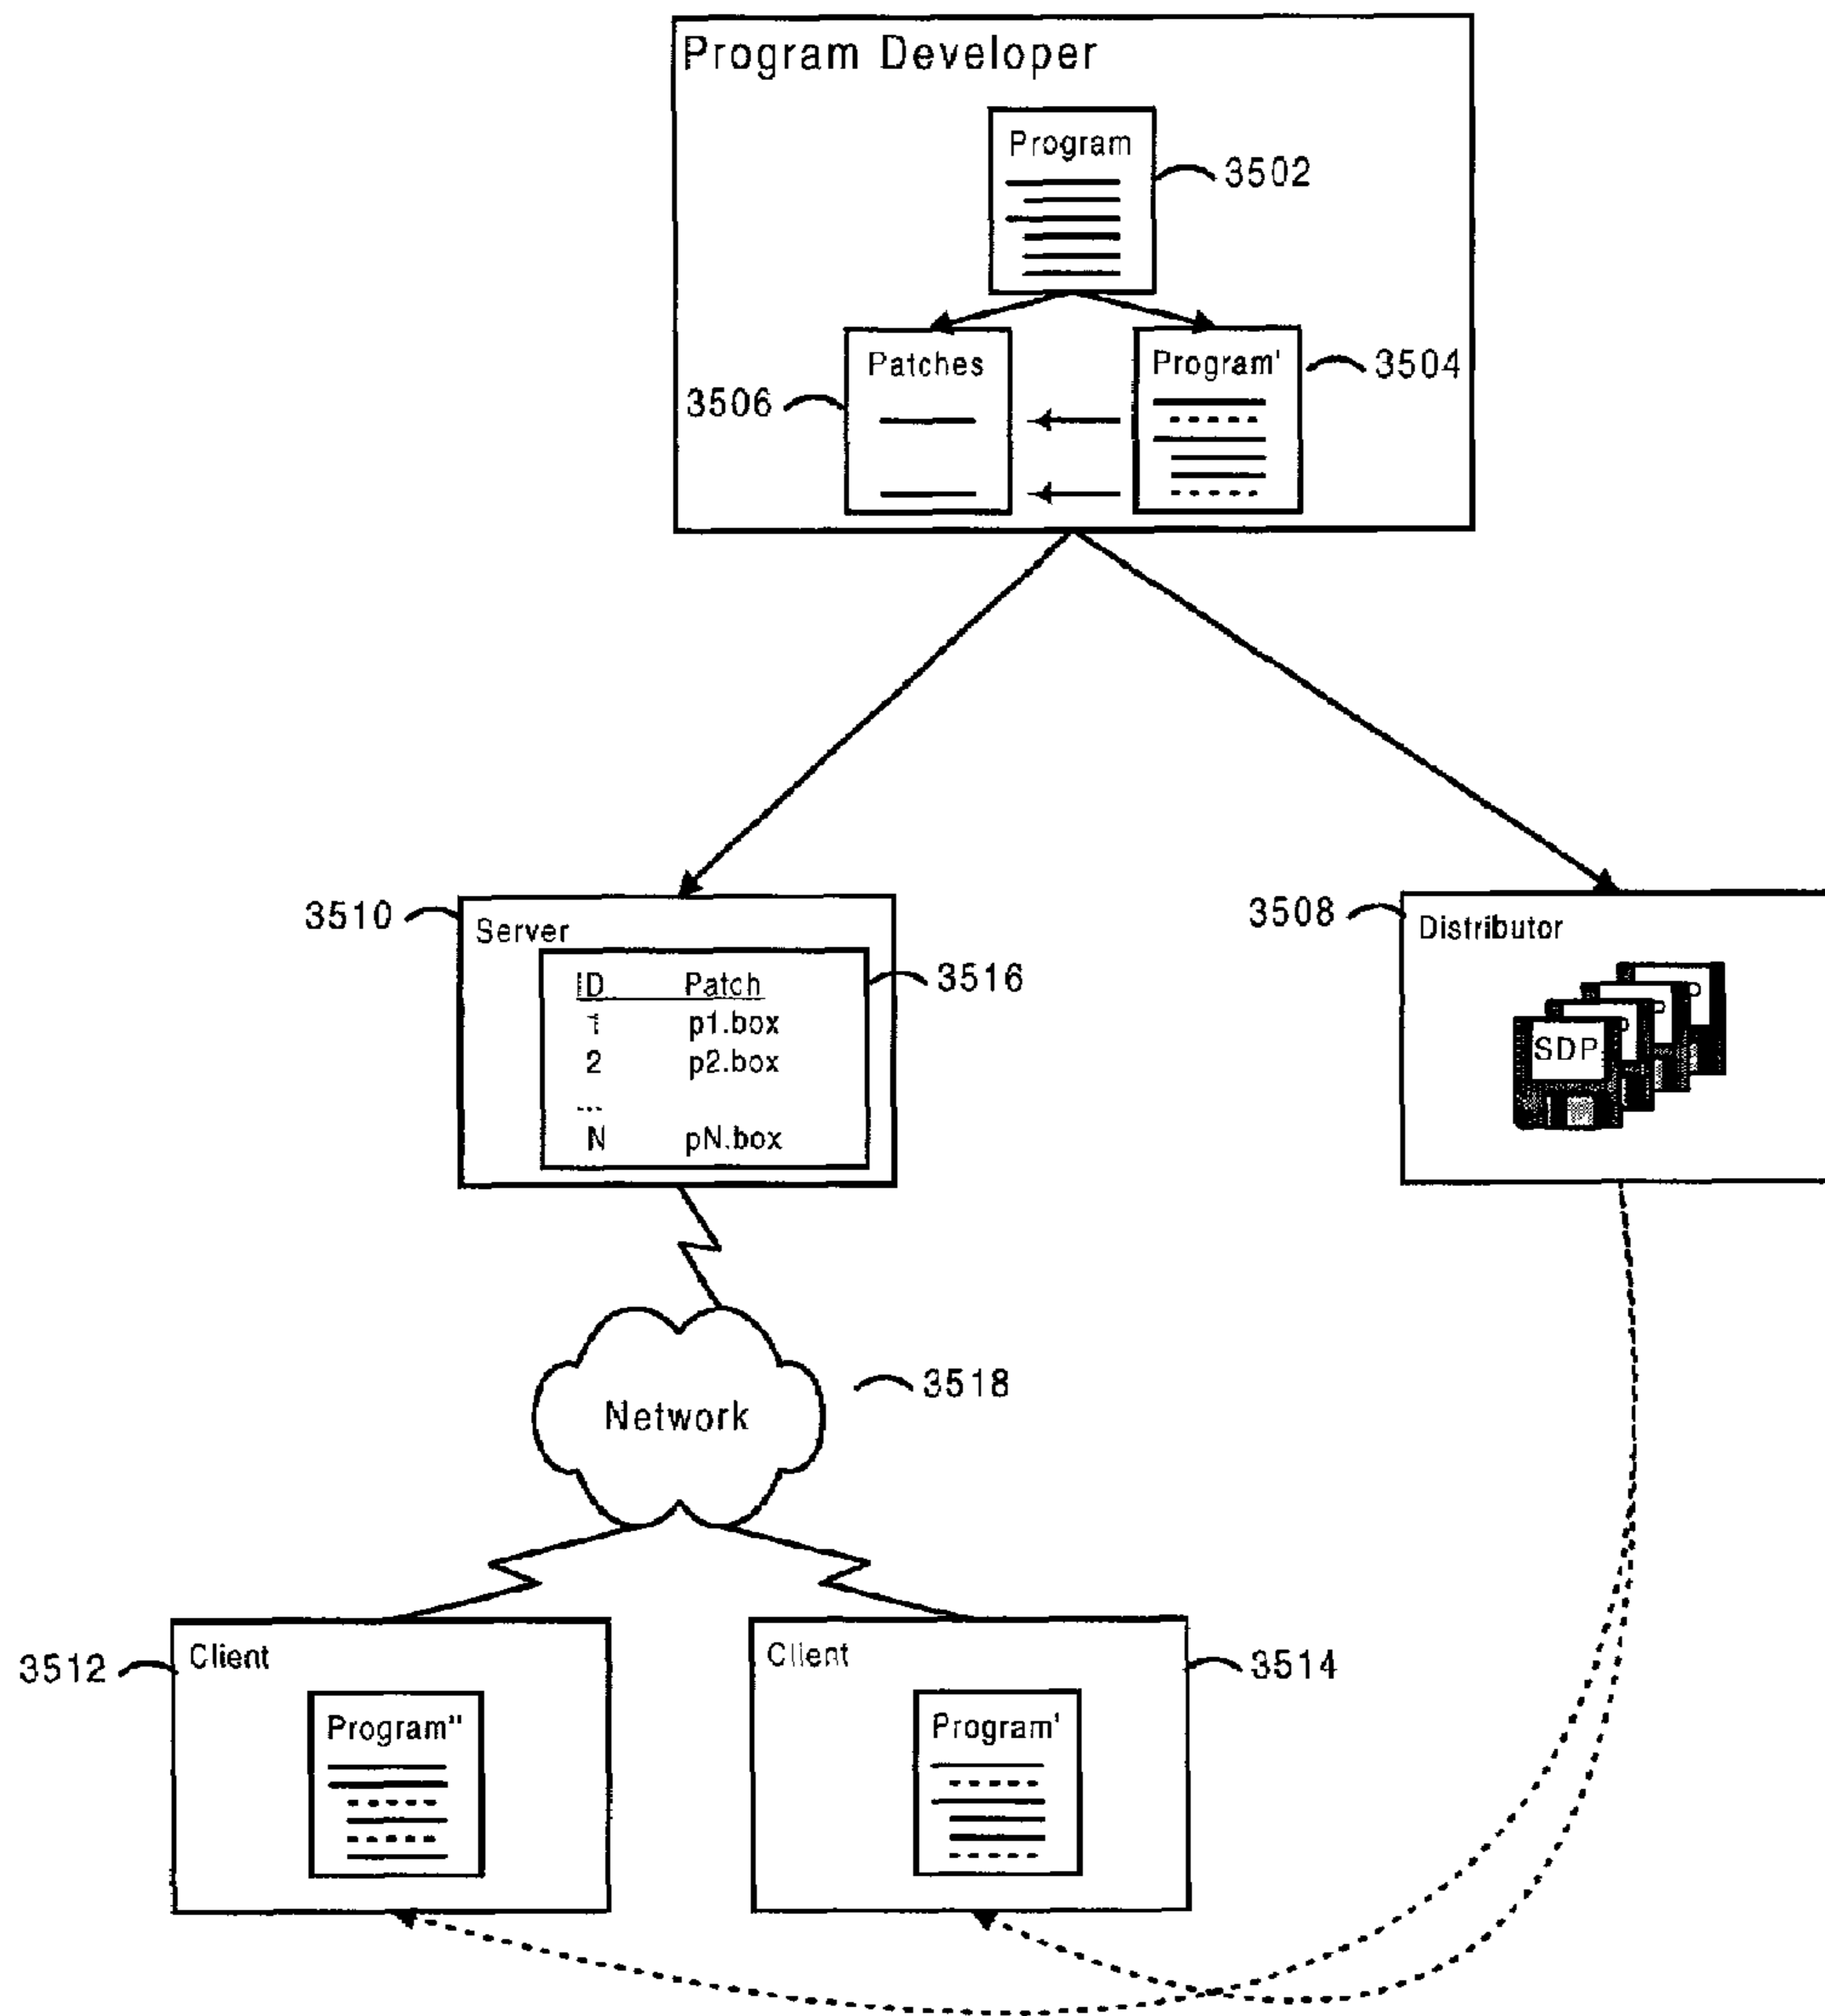 Program Developer
Program
3502
Patches
Program'
3504
3506
3510
Server
3516
ID Patch
1 p1.box
2 p2.box
...
N pN.box
3508
Distributor
SDP
Network
3518
3512
Client
Program"
Client
3514
Program'